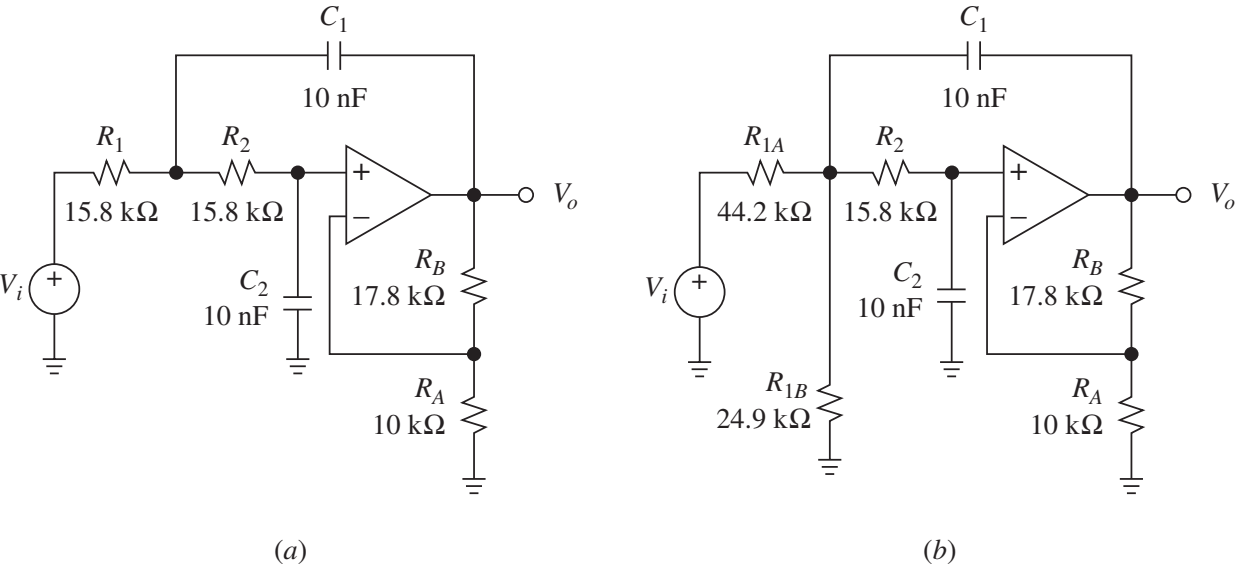 C1
10 nF
R1
R2
15.8 kΩ
15.8 kΩ
+
−
Vo
Vi
+
C2
10 nF
RB
17.8 kΩ
RA
10 kΩ
(a)
C1
10 nF
R1A
R2
44.2 kΩ
15.8 kΩ
+
−
Vo
Vi
+
C2
10 nF
RB
17.8 kΩ
R1B
24.9 kΩ
RA
10 kΩ
(b)